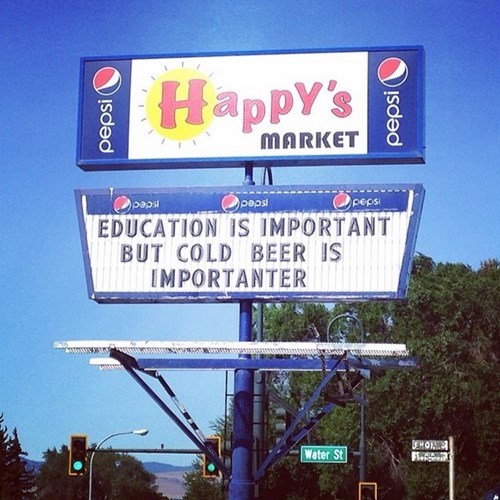 pepsi
Happy's
MARKET
pepsi
pepsi pepsi pepsi
EDUCATION IS IMPORTANT
BUT COLD BEER IS
IMPORTANTER
Water St